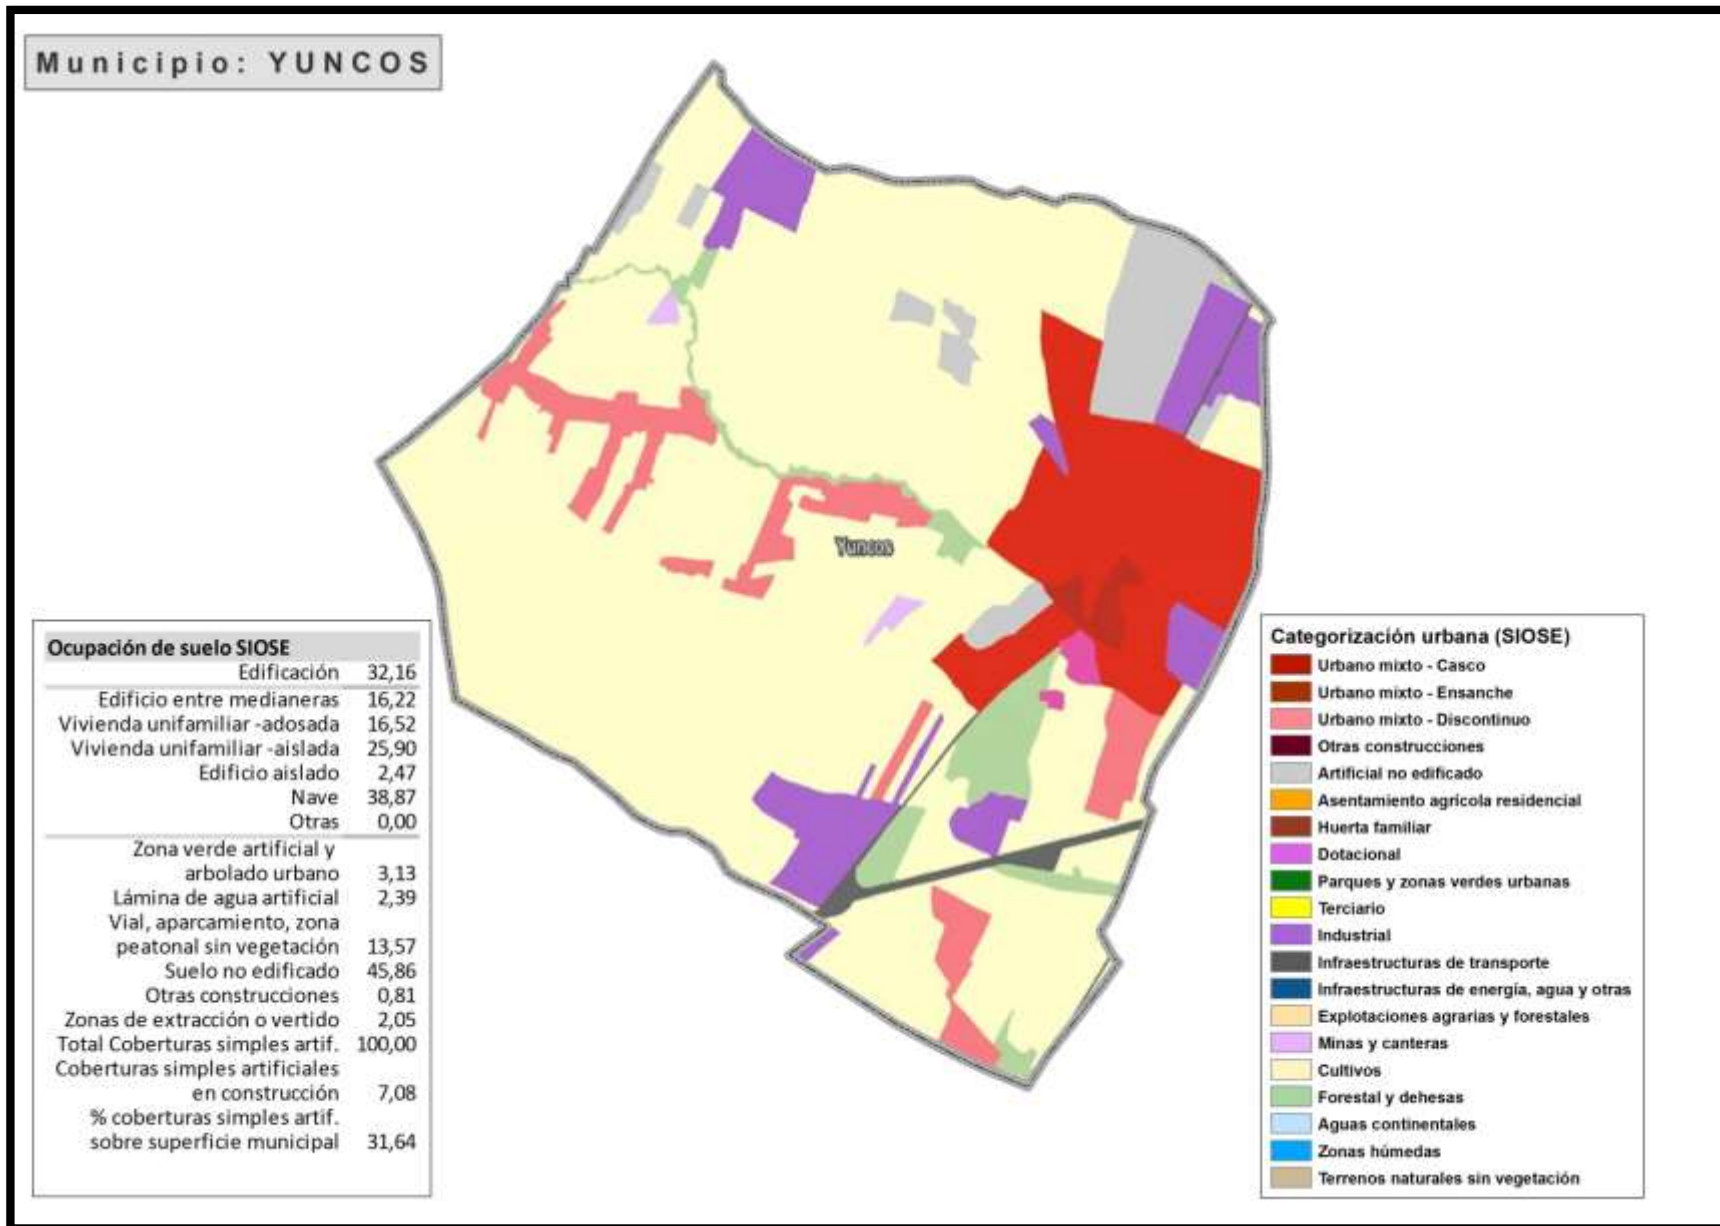 Municipio: YUNCOS
Yuncos
Ocupación de suelo SIOSE
Edificación 32,16
Edificio entre medianeras 16,22
Vivienda unifamiliar -adosada 16,52
Vivienda unifamiliar -aislada 25,90
Edificio aislado 2,47
Nave 38,87
Otras 0,00
Zona verde artificial y
arbolado urbano 3,13
Lámina de agua artificial 2,39
Vial, aparcamiento, zona
peatonal sin vegetación 13,57
Suelo no edificado 45,86
Otras construcciones 0,81
Zonas de extracción o vertido 2,05
Total Coberturas simples artif. 100,00
Coberturas simples artificiales
en construcción 7,08
% coberturas simples artif.
sobre superficie municipal 31,64
Categorización urbana (SIOSE)
Urbano mixto - Casco
Urbano mixto - Ensanche
Urbano mixto - Discontinuo
Otras construcciones
Artificial no edificado
Asentamiento agrícola residencial
Huerta familiar
Dotacional
Parques y zonas verdes urbanas
Terciario
Industrial
Infraestructuras de transporte
Infraestructuras de energía, agua y otras
Explotaciones agrarias y forestales
Minas y canteras
Cultivos
Forestal y dehesas
Aguas continentales
Zonas húmedas
Terrenos naturales sin vegetación